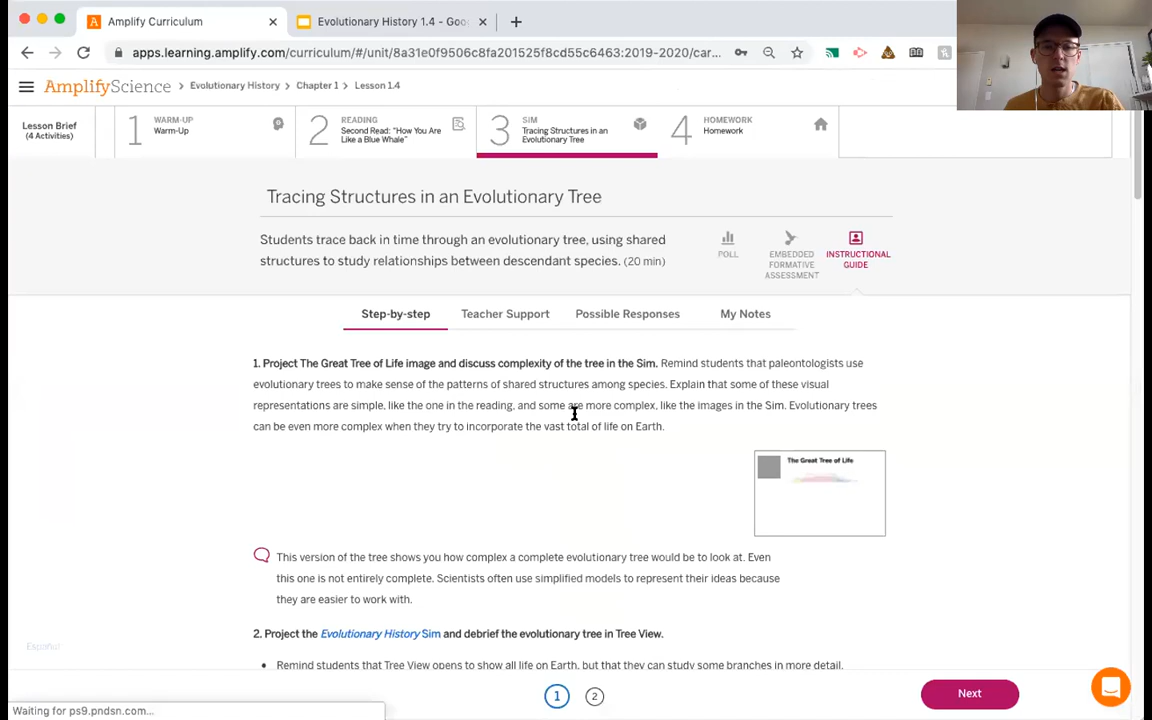 Amplify Curriculum
Evolutionary History 1.4 - Goo
apps.learning.amplify.com/curriculum/#/unit/8a31e0f9506c8fa201525f8cd55c6463:2019-2020/car...
AmplifyScience
Evolutionary History > Chapter 1 > Lesson 1.4
Lesson Brief
(4 Activities)
1
WARM-UP
Warm-Up
2
READING
Second Read: "How You Are
Like a Blue Whale"
3
SIM
Tracing Structures in an
Evolutionary Tree
4
HOMEWORK
Homework
Tracing Structures in an Evolutionary Tree
Students trace back in time through an evolutionary tree, using shared
structures to study relationships between descendant species. (20 min)
POLL
EMBEDDED
FORMATIVE
ASSESSMENT
INSTRUCTIONAL
GUIDE
Step-by-step
Teacher Support
Possible Responses
My Notes
1. Project The Great Tree of Life image and discuss complexity of the tree in the Sim. Remind students that paleontologists use
evolutionary trees to make sense of the patterns of shared structures among species. Explain that some of these visual
representations are simple, like the one in the reading, and some are more complex, like the images in the Sim. Evolutionary trees
can be even more complex when they try to incorporate the vast total of life on Earth.
The Great Tree of Life
This version of the tree shows you how complex a complete evolutionary tree would be to look at. Even
this one is not entirely complete. Scientists often use simplified models to represent their ideas because
they are easier to work with.
2. Project the Evolutionary History Sim and debrief the evolutionary tree in Tree View.
• Remind students that Tree View opens to show all life on Earth, but that they can study some branches in more detail.
Español
1
2
Next
Waiting for ps9.pndsn.com...